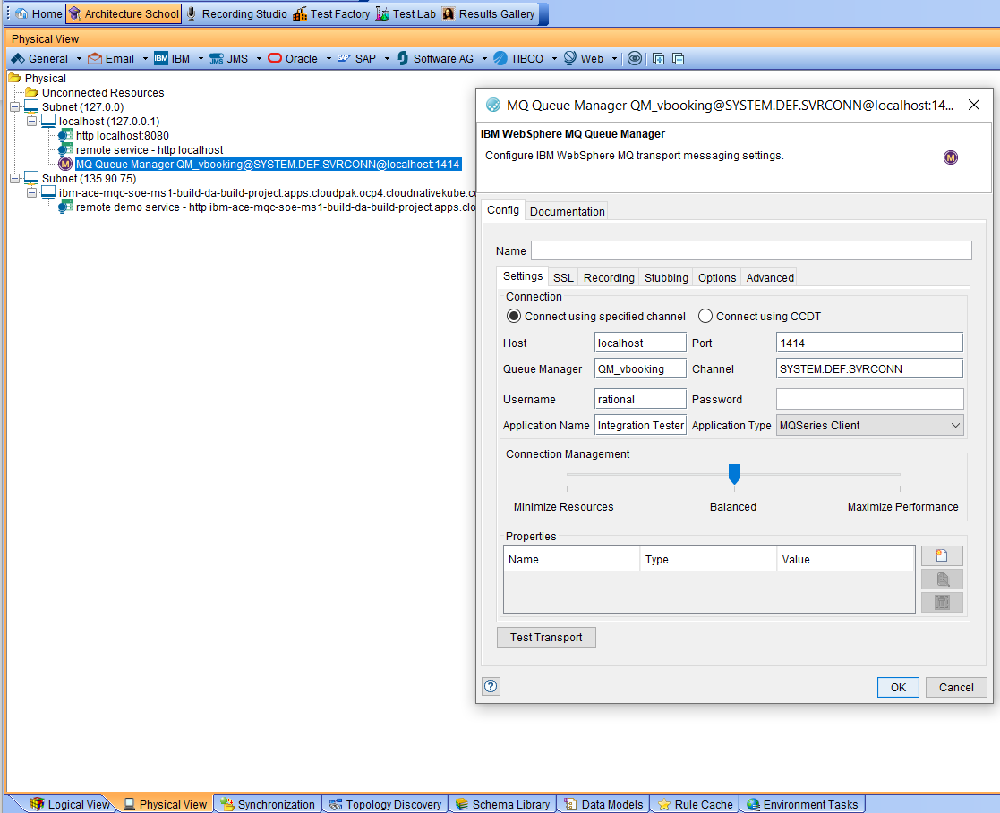 Home Architecture School Recording Studio Test Factory Test Lab Results Gallery
Physical View
General Email IBM IBM JMS JMS Oracle SAP SAP Software AG TIBCO Web
Physical
Unconnected Resources
Subnet (127.0.0)
localhost (127.0.0.1)
http localhost:8080
remote service - http localhost
M MQ Queue Manager QM_vbooking@SYSTEM.DEF.SVRCONN@localhost:1414
Subnet (135.90.75)
ibm-ace-mqc-soe-ms1-build-da-build-project.apps.cloudpak.ocp4.cloudnativekube.c
remote demo service - http ibm-ace-mqc-soe-ms1-build-da-build-project.apps.clo
MQ Queue Manager QM_vbooking@SYSTEM.DEF.SVRCONN@localhost:14...
IBM WebSphere MQ Queue Manager
Configure IBM WebSphere MQ transport messaging settings.
M
Config Documentation
Name
Settings SSL Recording Stubbing Options Advanced
Connection
Connect using specified channel Connect using CCDT
Host localhost Port 1414
Queue Manager QM_vbooking Channel SYSTEM.DEF.SVRCONN
Username rational Password
Application Name Integration Tester Application Type MQSeries Client
Connection Management
Minimize Resources Balanced Maximize Performance
Properties
Name Type Value
Test Transport
? OK Cancel
Logical View Physical View Synchronization Topology Discovery Schema Library Data Models Rule Cache Environment Tasks